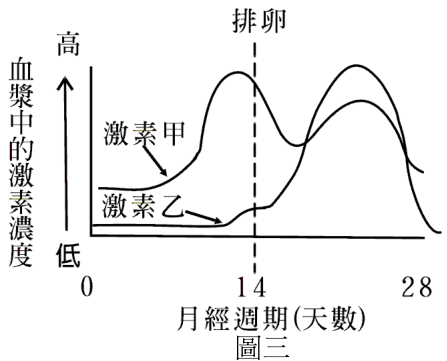 排卵
高
血漿中的激素濃度
激素甲
激素乙
低
0 14 28
月經週期(天數)
圖三